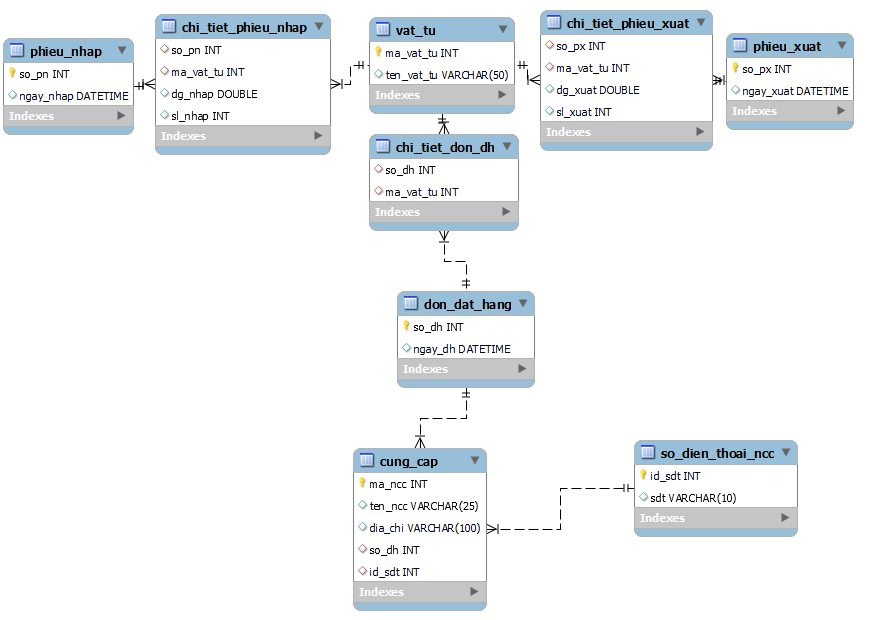 phieu_nhap
so_pn INT
ngay_nhap DATETIME
Indexes
chi_tiet_phieu_nhap
so_pn INT
ma_vat_tu INT
dg_nhap DOUBLE
sl_nhap INT
Indexes
vat_tu
ma_vat_tu INT
ten_vat_tu VARCHAR(50)
Indexes
chi_tiet_phieu_xuat
so_px INT
ma_vat_tu INT
dg_xuat DOUBLE
sl_xuat INT
Indexes
phieu_xuat
so_px INT
ngay_xuat DATETIME
Indexes
chi_tiet_don_dh
so_dh INT
ma_vat_tu INT
Indexes
don_dat_hang
so_dh INT
ngay_dh DATETIME
Indexes
cung_cap
ma_ncc INT
ten_ncc VARCHAR(25)
dia_chi VARCHAR(100)
so_dh INT
id_sdt INT
Indexes
so_dien_thoai_ncc
id_sdt INT
sdt VARCHAR(10)
Indexes